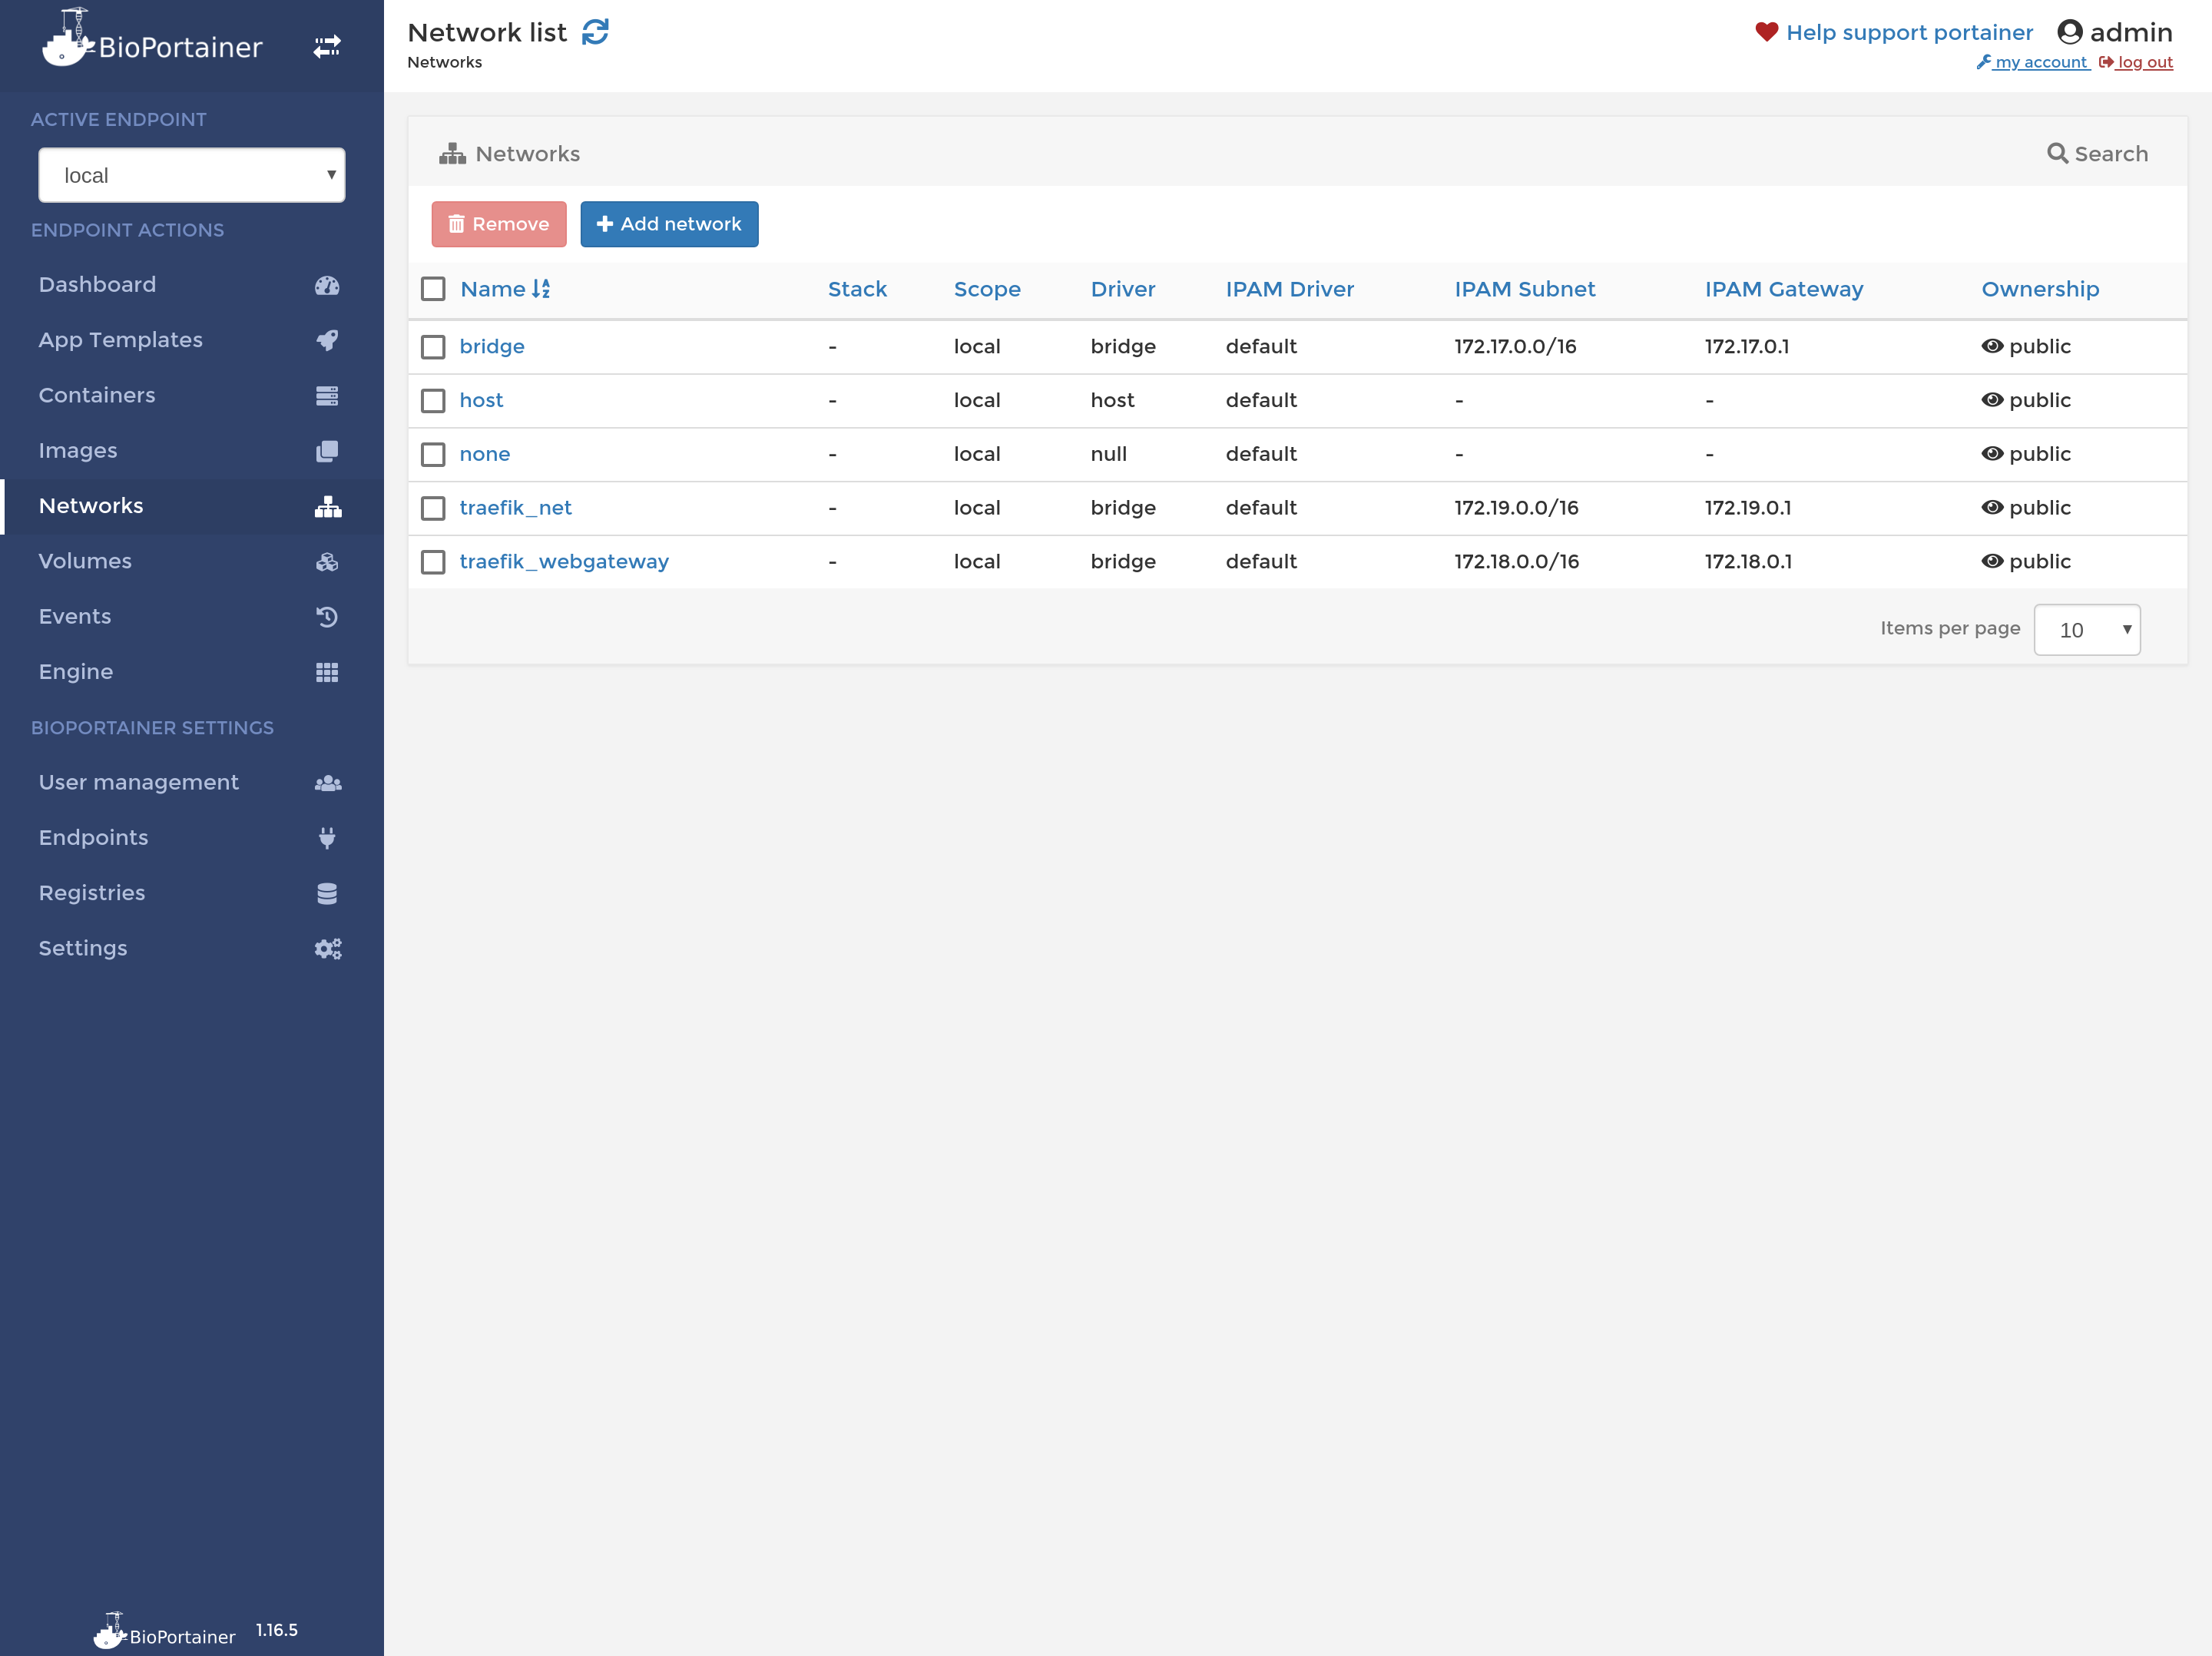 BioPortainer
ACTIVE ENDPOINT
local
ENDPOINT ACTIONS
Dashboard
App Templates
Containers
Images
Networks
Volumes
Events
Engine
BIOPORTAINER SETTINGS
User management
Endpoints
Registries
Settings
BioPortainer 1.16.5
Network list
Networks
Help support portainer admin
my account log out
Networks Search
Remove Add network
Name Stack Scope Driver IPAM Driver IPAM Subnet IPAM Gateway Ownership
bridge - local bridge default 172.17.0.0/16 172.17.0.1 public
host - local host default - - public
none - local null default - - public
traefik_net - local bridge default 172.19.0.0/16 172.19.0.1 public
traefik_webgateway - local bridge default 172.18.0.0/16 172.18.0.1 public
Items per page 10